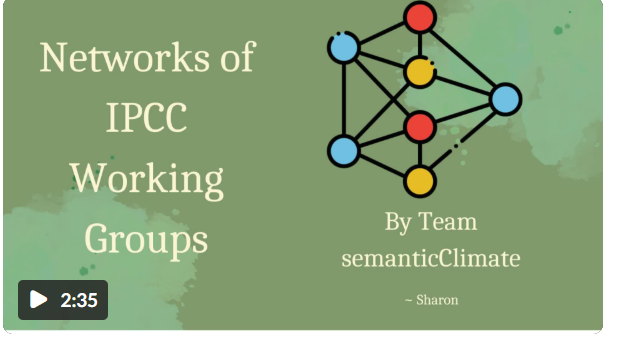 Networks of
IPCC
Working
Groups
By Team
semanticClimate
~ Sharon
2:35